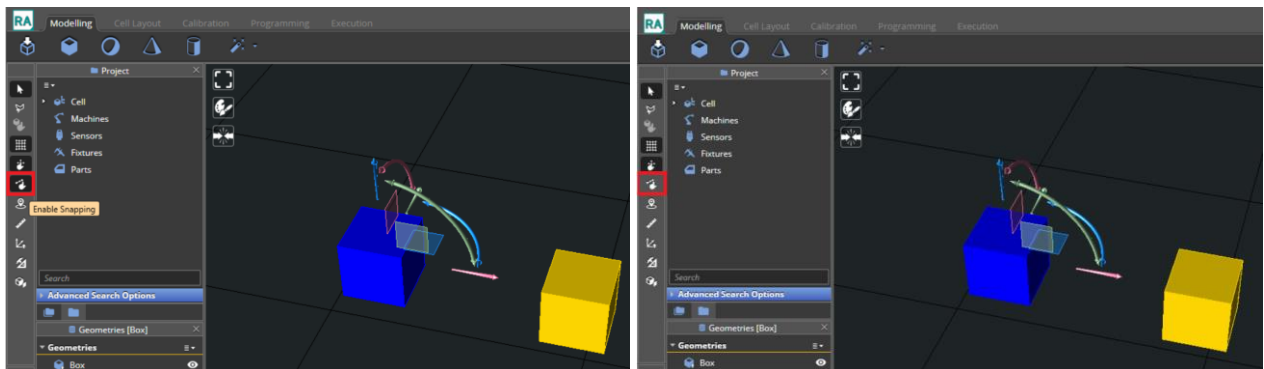 RA Modelling Cell Layout Calibration Programming Execution
Project
Cell
Machines
Sensors
Fixtures
Parts
Enable Snapping
Search
Advanced Search Options
Geometries [Box]
Geometries
Box
RA Modelling Cell Layout Calibration Programming Execution
Project
Cell
Machines
Sensors
Fixtures
Parts
Search
Advanced Search Options
Geometries [Box]
Geometries
Box